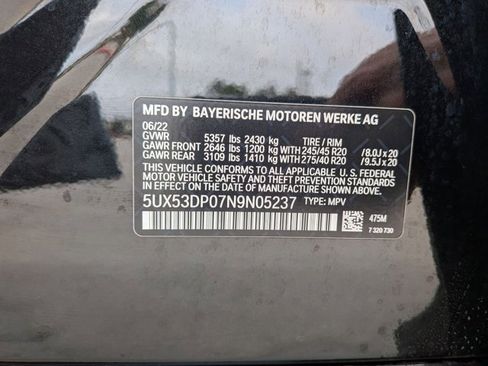 MFD BY BAYERISCHE MOTOREN WERKE AG
06/22
GVWR 5357 lbs 2430 kg TIRE / RIM
GAWR FRONT 2646 lbs 1200 kg WITH 245/45 R20 /8.0J x 20
GAWR REAR 3109 lbs 1410 kg WITH 275/40 R20 /9.5J x 20
THIS VEHICLE CONFORMS TO ALL APPLICABLE U.S. FEDERAL
MOTOR VEHICLE SAFETY STANDARDS IN EFFECT ON THE DATE OF
MANUFACTURE SHOWN ABOVE.
5UX53DP07N9N05237 TYPE: MPV
475M
7 320 730